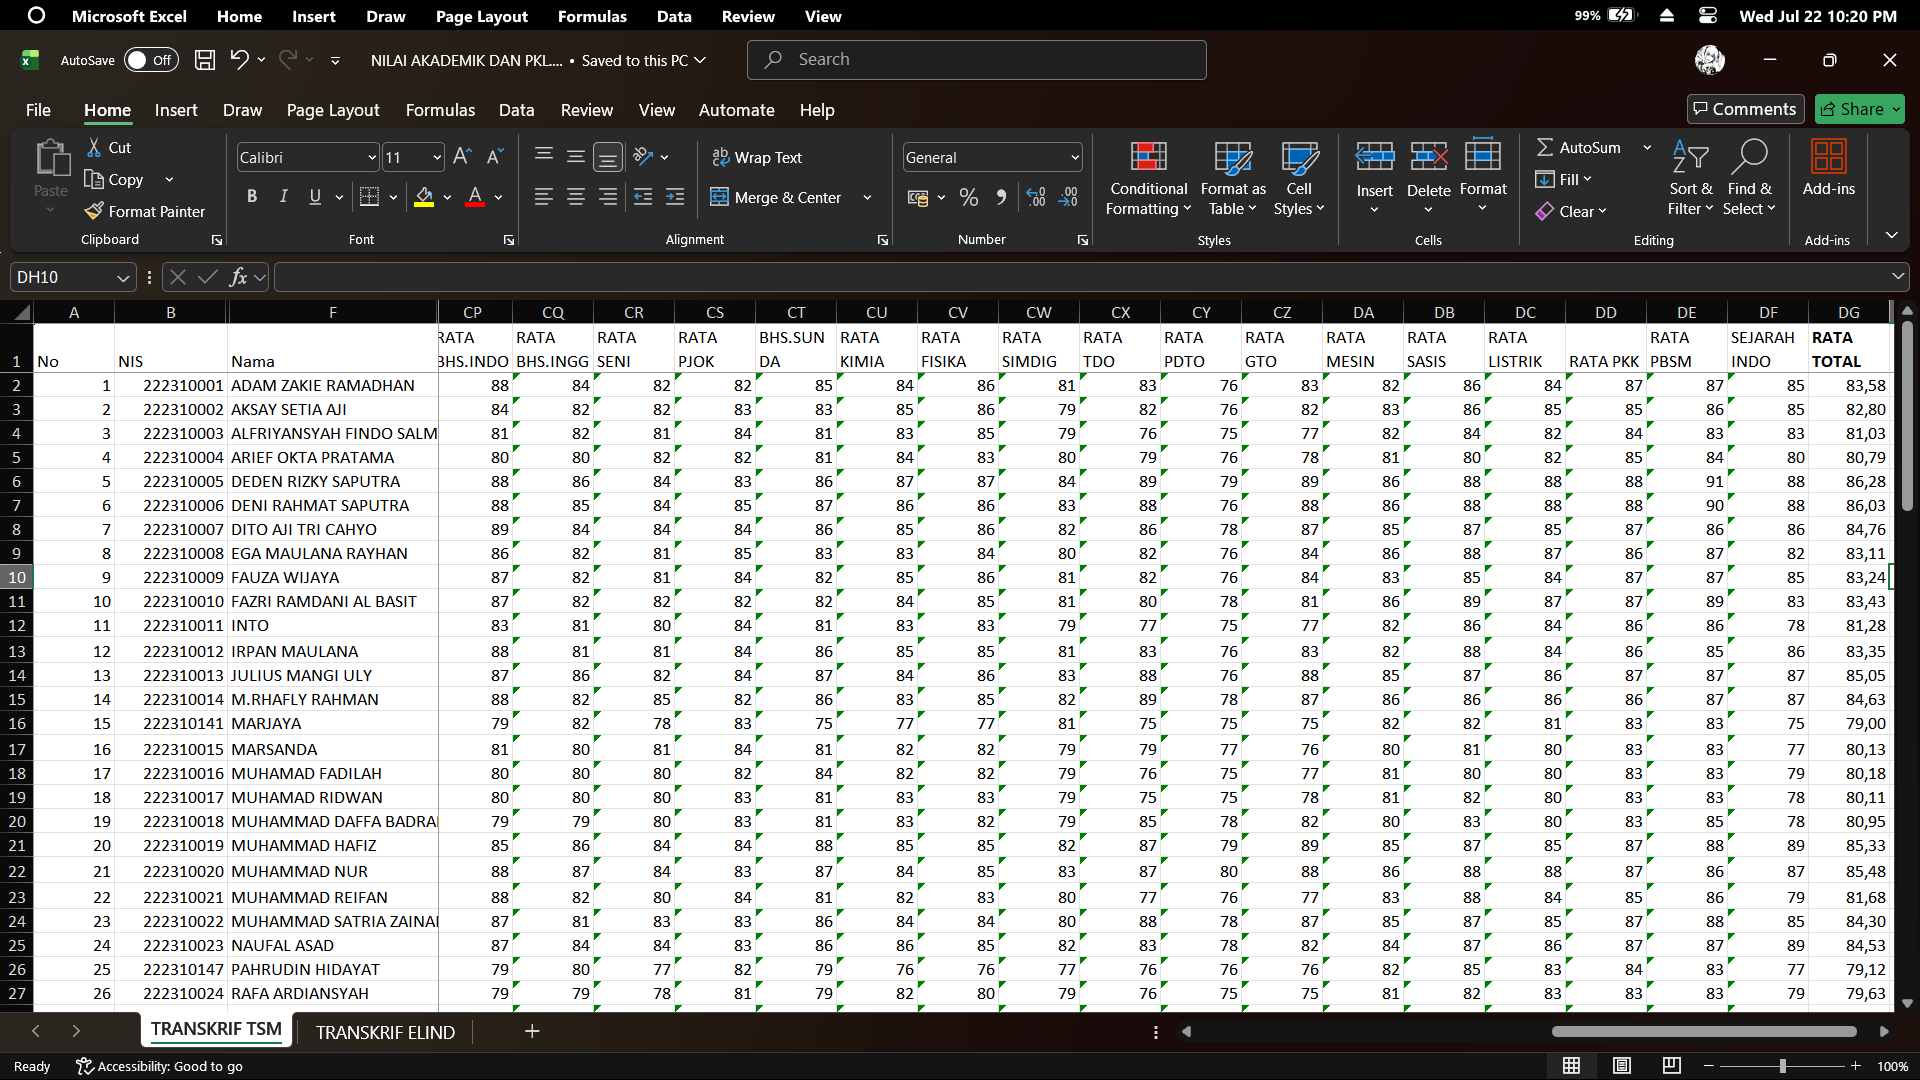 Microsoft Excel Home Insert Draw Page Layout Formulas Data Review View 99% Wed Jul 22 10:20 PM
AutoSave Off NILAI AKADEMIK DAN PKL.... • Saved to this PC Search
File Home Insert Draw Page Layout Formulas Data Review View Automate Help Comments Share
Paste Cut Copy Format Painter Clipboard
Calibri 11 B I U Font
Wrap Text Merge & Center Alignment
General Number
Conditional Formatting Format as Table Cell Styles Styles
Insert Delete Format Cells
AutoSum Fill Clear Sort & Filter Find & Select Editing
Add-ins Add-ins
DH10 fx
A B F CP CQ CR CS CT CU CV CW CX CY CZ DA DB DC DD DE DF DG
1 No NIS Nama RATA BHS.INDO RATA BHS.INGG RATA SENI RATA PJOK BHS.SUN DA RATA KIMIA RATA FISIKA RATA SIMDIG RATA TDO RATA PDTO RATA GTO RATA MESIN RATA SASIS RATA LISTRIK RATA PKK RATA PBSM SEJARAH INDO RATA TOTAL
2 1 222310001 ADAM ZAKIE RAMADHAN 88 84 82 82 85 84 86 81 83 76 83 82 86 84 87 87 85 83,58
3 2 222310002 AKSAY SETIA AJI 84 82 82 83 83 85 86 79 82 76 82 83 86 85 85 86 85 82,80
4 3 222310003 ALFRIYANSYAH FINDO SALM 81 82 81 84 81 83 85 79 76 75 77 82 84 82 84 83 83 81,03
5 4 222310004 ARIEF OKTA PRATAMA 80 80 82 82 81 84 83 80 79 76 78 81 80 82 85 84 80 80,79
6 5 222310005 DEDEN RIZKY SAPUTRA 88 86 84 83 86 87 87 84 89 79 89 86 88 88 88 91 88 86,28
7 6 222310006 DENI RAHMAT SAPUTRA 88 85 84 85 87 86 86 83 88 76 88 86 88 88 88 90 88 86,03
8 7 222310007 DITO AJI TRI CAHYO 89 84 84 84 86 85 86 82 86 78 87 85 87 85 87 86 86 84,76
9 8 222310008 EGA MAULANA RAYHAN 86 82 81 85 83 83 84 80 82 76 84 86 88 87 86 87 82 83,11
10 9 222310009 FAUZA WIJAYA 87 82 81 84 82 85 86 81 82 76 84 83 85 84 87 87 85 83,24
11 10 222310010 FAZRI RAMDANI AL BASIT 87 82 82 82 82 84 85 81 80 78 81 86 89 87 87 89 83 83,43
12 11 222310011 INTO 83 81 80 84 81 83 83 79 77 75 77 82 86 84 86 86 78 81,28
13 12 222310012 IRPAN MAULANA 88 81 81 84 86 85 85 81 83 76 83 82 88 84 86 85 86 83,35
14 13 222310013 JULIUS MANGI ULY 87 86 82 84 87 84 86 83 88 76 88 85 87 86 87 87 87 85,05
15 14 222310014 M.RHAFLY RAHMAN 88 82 85 82 86 83 85 82 89 78 87 86 86 86 86 87 87 84,63
16 15 222310141 MARJAYA 79 82 78 83 75 77 77 81 75 75 75 82 82 81 83 83 75 79,00
17 16 222310015 MARSANDA 81 80 81 84 81 82 82 79 79 77 76 80 81 80 83 83 77 80,13
18 17 222310016 MUHAMAD FADILAH 80 80 80 82 84 82 82 79 76 75 77 81 80 80 83 83 79 80,18
19 18 222310017 MUHAMAD RIDWAN 80 80 80 83 81 83 83 79 75 75 78 81 82 80 83 83 78 80,11
20 19 222310018 MUHAMMAD DAFFA BADRA 79 79 80 83 81 83 82 79 85 78 82 80 83 80 83 85 78 80,95
21 20 222310019 MUHAMMAD HAFIZ 85 86 84 84 88 85 85 82 87 79 89 85 87 85 87 88 89 85,33
22 21 222310020 MUHAMMAD NUR 88 87 84 83 87 84 85 83 87 80 88 86 88 88 87 86 87 85,48
23 22 222310021 MUHAMMAD REIFAN 88 82 80 84 81 82 83 80 77 76 77 83 88 84 85 86 79 81,68
24 23 222310022 MUHAMMAD SATRIA ZAINAI 87 81 83 83 86 84 84 80 88 78 87 85 87 85 87 88 85 84,30
25 24 222310023 NAUFAL ASAD 87 84 84 83 86 86 85 82 83 78 82 84 87 86 87 87 89 84,53
26 25 222310147 PAHRUDIN HIDAYAT 79 80 77 82 79 76 76 77 76 76 76 82 85 83 84 83 77 79,12
27 26 222310024 RAFA ARDIANSYAH 79 79 78 81 79 82 80 79 76 75 75 81 82 83 83 83 79 79,63
TRANSKRIF TSM TRANSKRIF ELIND
Ready Accessibility: Good to go 100%